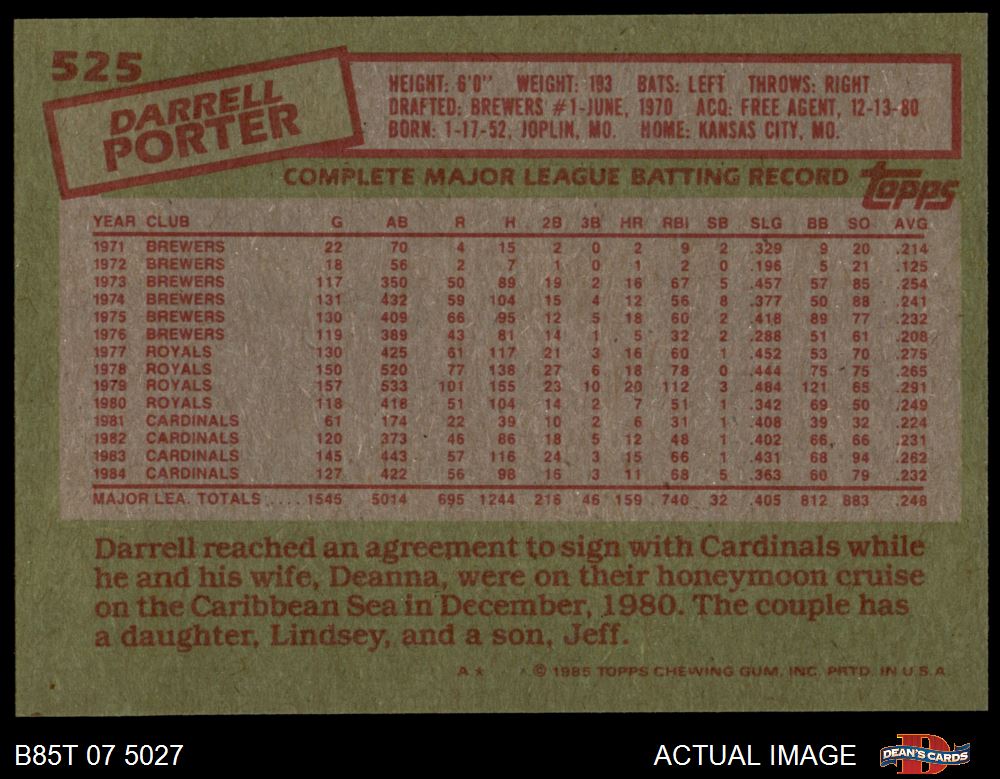 525
DARRELL PORTER
HEIGHT: 6'0" WEIGHT: 193 BATS: LEFT THROWS: RIGHT
DRAFTED: BREWERS #1-JUNE, 1970 ACQ: FREE AGENT, 12-13-80
BORN: 1-17-52, JOPLIN, MO. HOME: KANSAS CITY, MO.
COMPLETE MAJOR LEAGUE BATTING RECORD topps
YEAR CLUB G AB R H 2B 3B HR RBI SB SLG BB SO AVG
1971 BREWERS 22 70 4 15 2 0 2 9 2 .329 9 20 .214
1972 BREWERS 18 56 2 7 1 0 1 2 0 .196 5 21 .125
1973 BREWERS 117 350 50 89 19 2 16 67 5 .457 57 85 .254
1974 BREWERS 131 432 59 104 15 4 12 56 8 .377 50 88 .241
1975 BREWERS 130 409 66 95 12 5 18 60 2 .418 89 77 .232
1976 BREWERS 119 389 43 81 14 1 5 32 2 .288 51 61 .208
1977 ROYALS 130 425 61 117 21 3 16 60 1 .452 53 70 .275
1978 ROYALS 150 520 77 138 27 6 18 78 0 .444 75 75 .265
1979 ROYALS 157 533 101 155 23 10 20 112 3 .484 121 65 .291
1980 ROYALS 118 418 51 104 14 2 7 51 1 .342 69 50 .249
1981 CARDINALS 61 174 22 39 10 2 6 31 1 .408 39 32 .224
1982 CARDINALS 120 373 46 86 18 5 12 48 1 .402 66 66 .231
1983 CARDINALS 145 443 57 116 24 3 15 66 1 .431 68 94 .262
1984 CARDINALS 127 422 56 98 16 3 11 68 5 .363 60 79 .232
MAJOR LEA. TOTALS ..... 1545 5014 695 1244 216 46 159 740 32 .405 812 883 .248
Darrell reached an agreement to sign with Cardinals while
he and his wife, Deanna, were on their honeymoon cruise
on the Caribbean Sea in December, 1980. The couple has
a daughter, Lindsey, and a son, Jeff.
A * © 1985 TOPPS CHEWING GUM, INC. PRTD. IN U.S.A.
B85T 07 5027 ACTUAL IMAGE DEAN'S CARDS